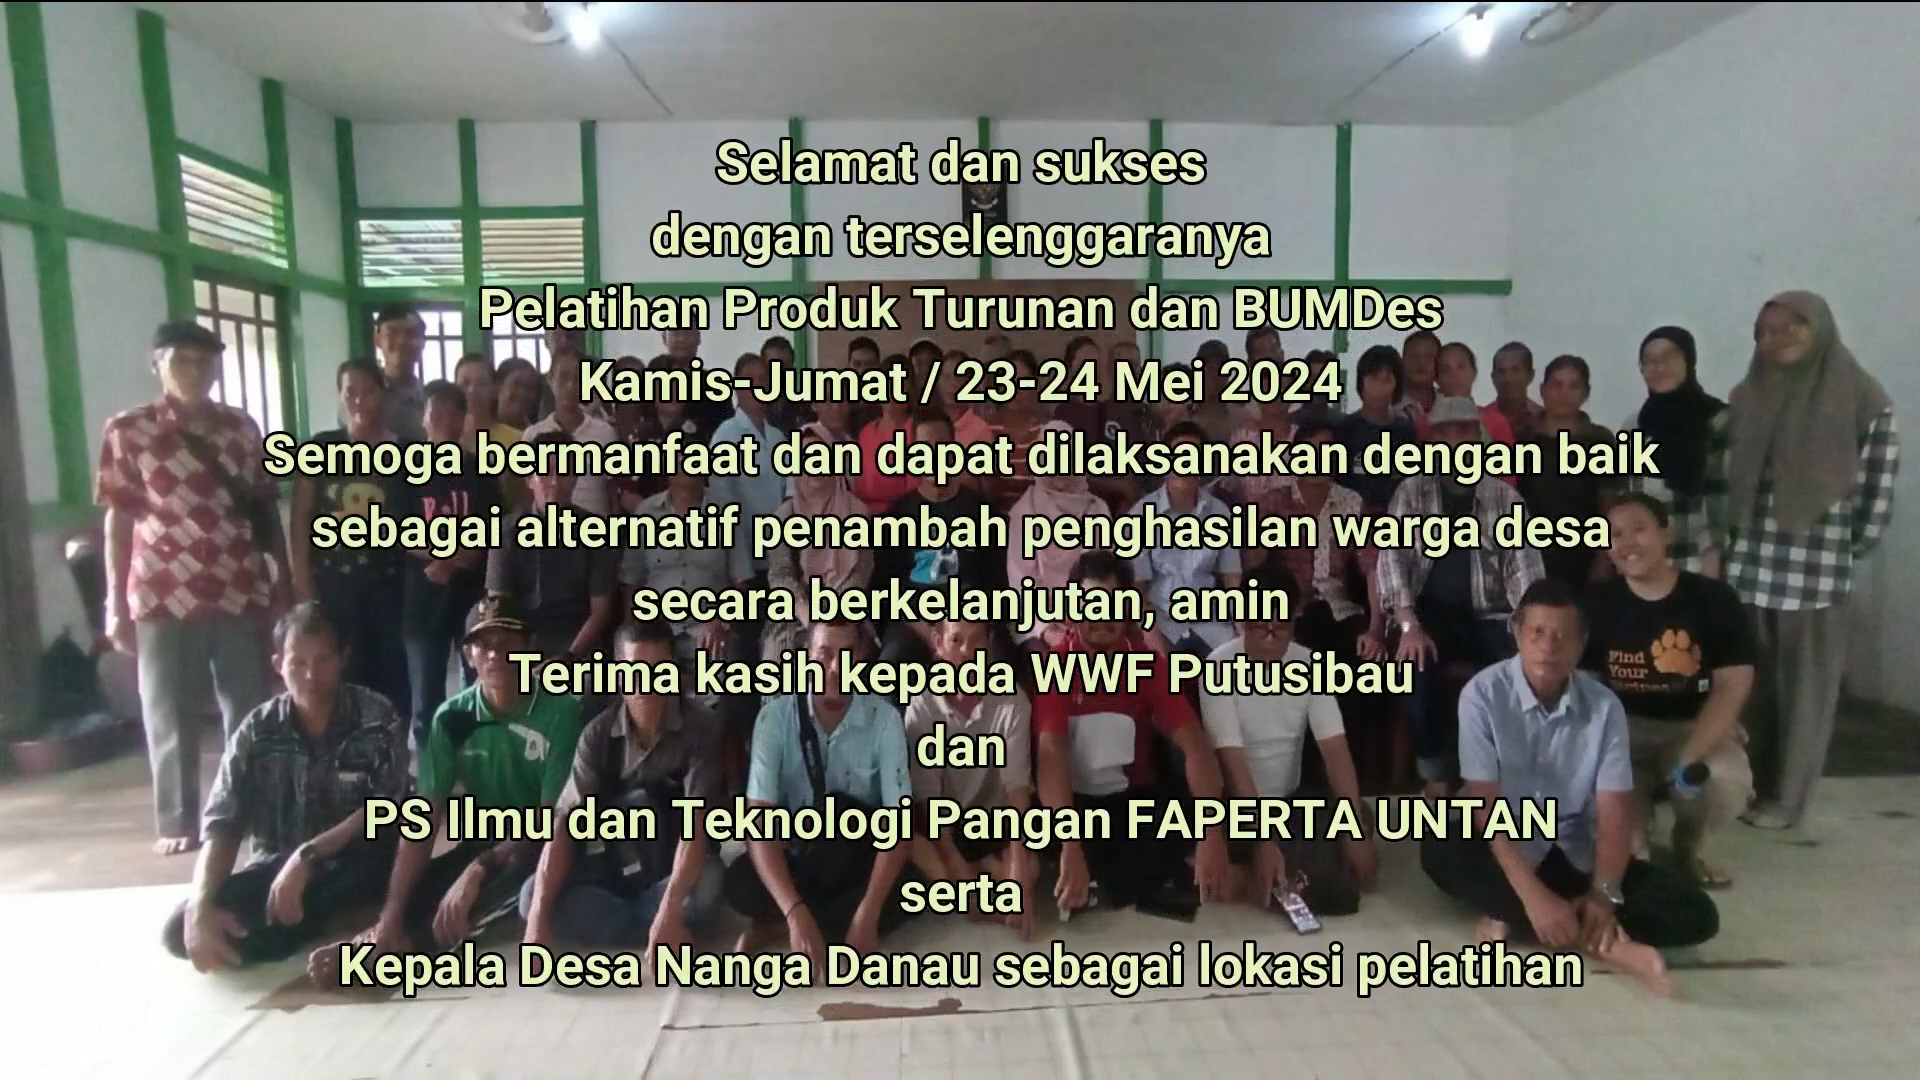 Selamat dan sukses
dengan terselenggaranya
Pelatihan Produk Turunan dan BUMDes
Kamis-Jumat / 23-24 Mei 2024
Semoga bermanfaat dan dapat dilaksanakan dengan baik
sebagai alternatif penambah penghasilan warga desa
secara berkelanjutan, amin
Terima kasih kepada WWF Putusibau
dan
PS Ilmu dan Teknologi Pangan FAPERTA UNTAN
serta
Kepala Desa Nanga Danau sebagai lokasi pelatihan
Find
Your